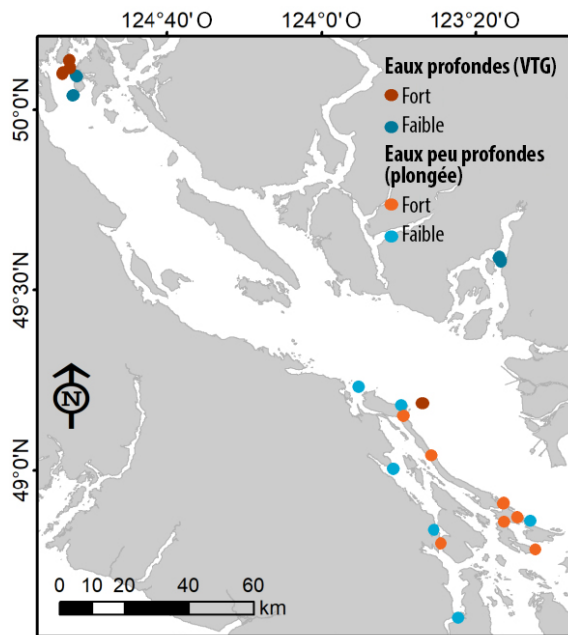 124°40'O 124°0'O 123°20'O
50°0'N
49°30'N
49°0'N
Eaux profondes (VTG)
Fort
Faible
Eaux peu profondes
(plongée)
Fort
Faible
N
0 10 20 40 60
km